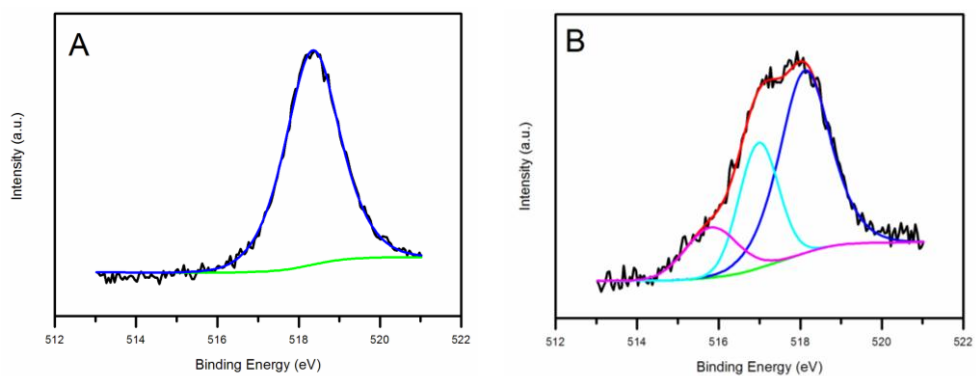 A
Intensity (a.u.)
512 514 516 518 520 522
Binding Energy (eV)
B
Intensity (a.u.)
512 514 516 518 520 522
Binding Energy (eV)